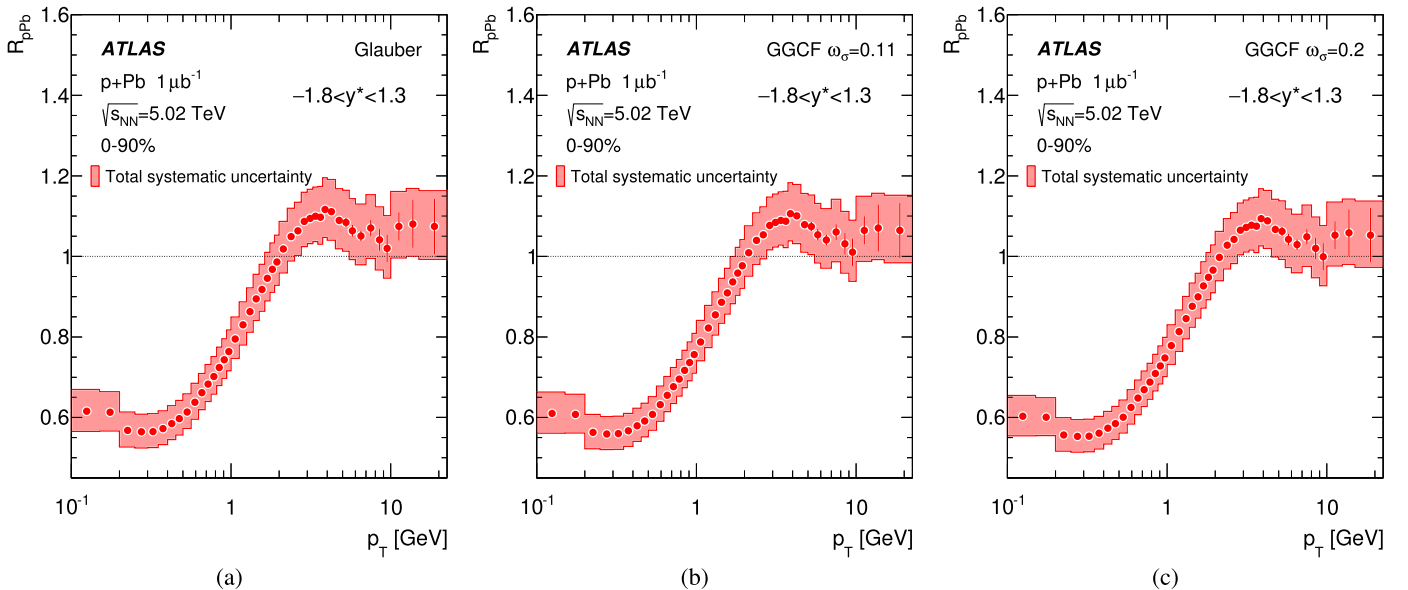 R_pPb
1.6
1.4
1.2
1
0.8
0.6
ATLAS Glauber
p+Pb 1 μb⁻¹
−1.8<y*<1.3
√s_NN=5.02 TeV
0-90%
Total systematic uncertainty
10⁻¹ 1 10
p_T [GeV]
(a)
R_pPb
1.6
1.4
1.2
1
0.8
0.6
ATLAS GGCF ω_σ=0.11
p+Pb 1 μb⁻¹
−1.8<y*<1.3
√s_NN=5.02 TeV
0-90%
Total systematic uncertainty
10⁻¹ 1 10
p_T [GeV]
(b)
R_pPb
1.6
1.4
1.2
1
0.8
0.6
ATLAS GGCF ω_σ=0.2
p+Pb 1 μb⁻¹
−1.8<y*<1.3
√s_NN=5.02 TeV
0-90%
Total systematic uncertainty
10⁻¹ 1 10
p_T [GeV]
(c)